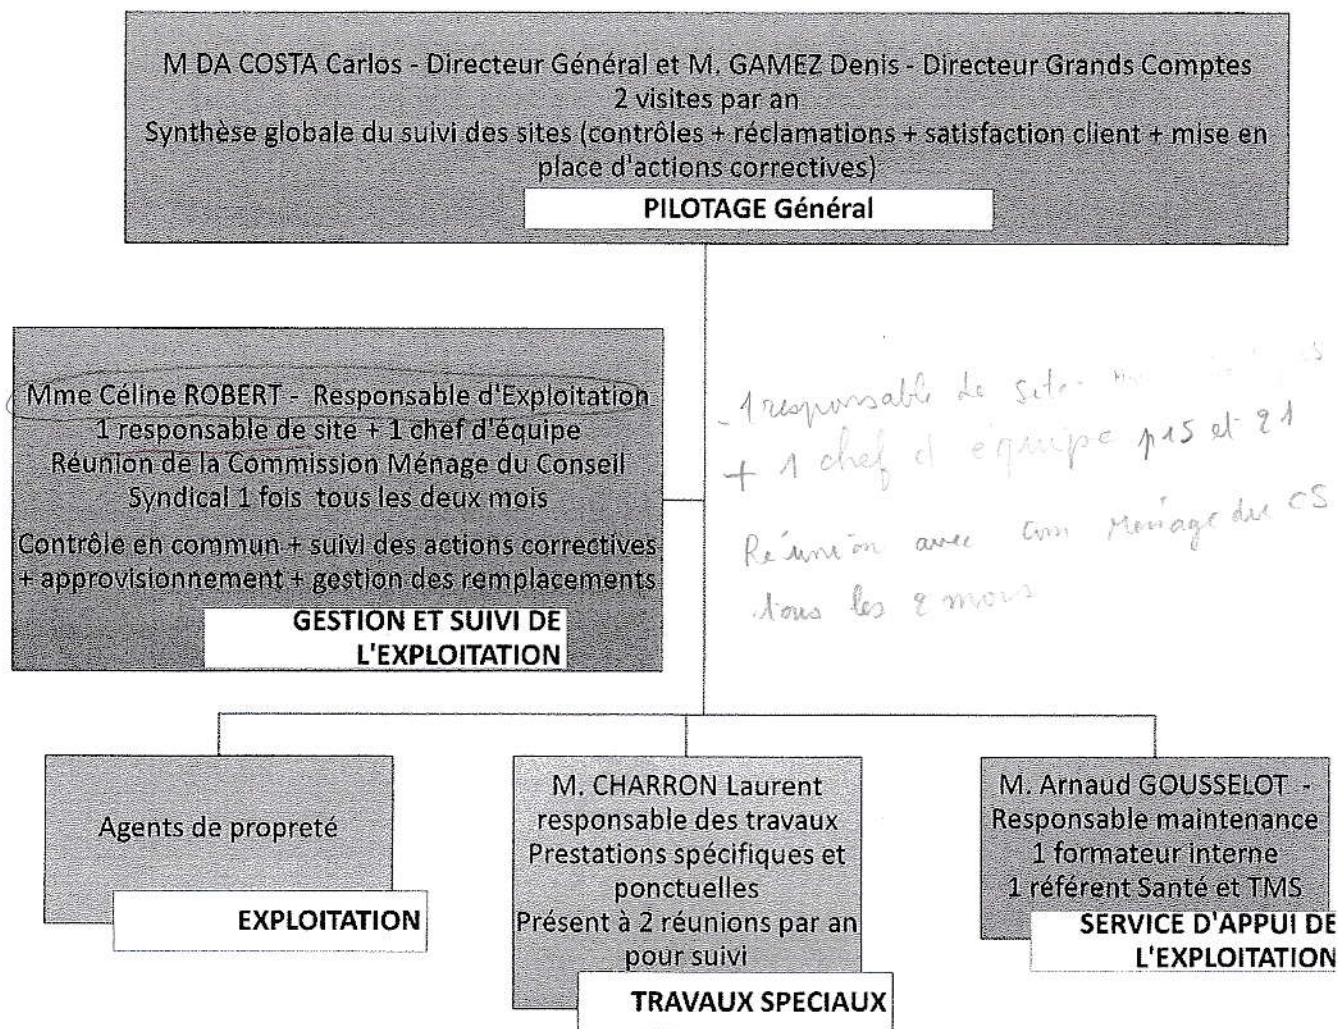 M DA COSTA Carlos - Directeur Général et M. GAMEZ Denis - Directeur Grands Comptes
2 visites par an
Synthèse globale du suivi des sites (contrôles + réclamations + satisfaction client + mise en
place d'actions correctives)
PILOTAGE Général
Mme Céline ROBERT - Responsable d'Exploitation
1 responsable de site + 1 chef d'équipe
Réunion de la Commission Ménage du Conseil
Syndical 1 fois tous les deux mois
Contrôle en commun + suivi des actions correctives
+ approvisionnement + gestion des remplacements
GESTION ET SUIVI DE
L'EXPLOITATION
- 1 responsable de site -
+ 1 chef d'équipe p15 et 21
Réunion avec Com Ménage du CS
tous les 2 mois
Agents de propreté
EXPLOITATION
M. CHARRON Laurent
responsable des travaux
Prestations spécifiques et
ponctuelles
Présent à 2 réunions par an
pour suivi
TRAVAUX SPECIAUX
M. Arnaud GOUSSELOT -
Responsable maintenance
1 formateur interne
1 référent Santé et TMS
SERVICE D'APPUI DE
L'EXPLOITATION